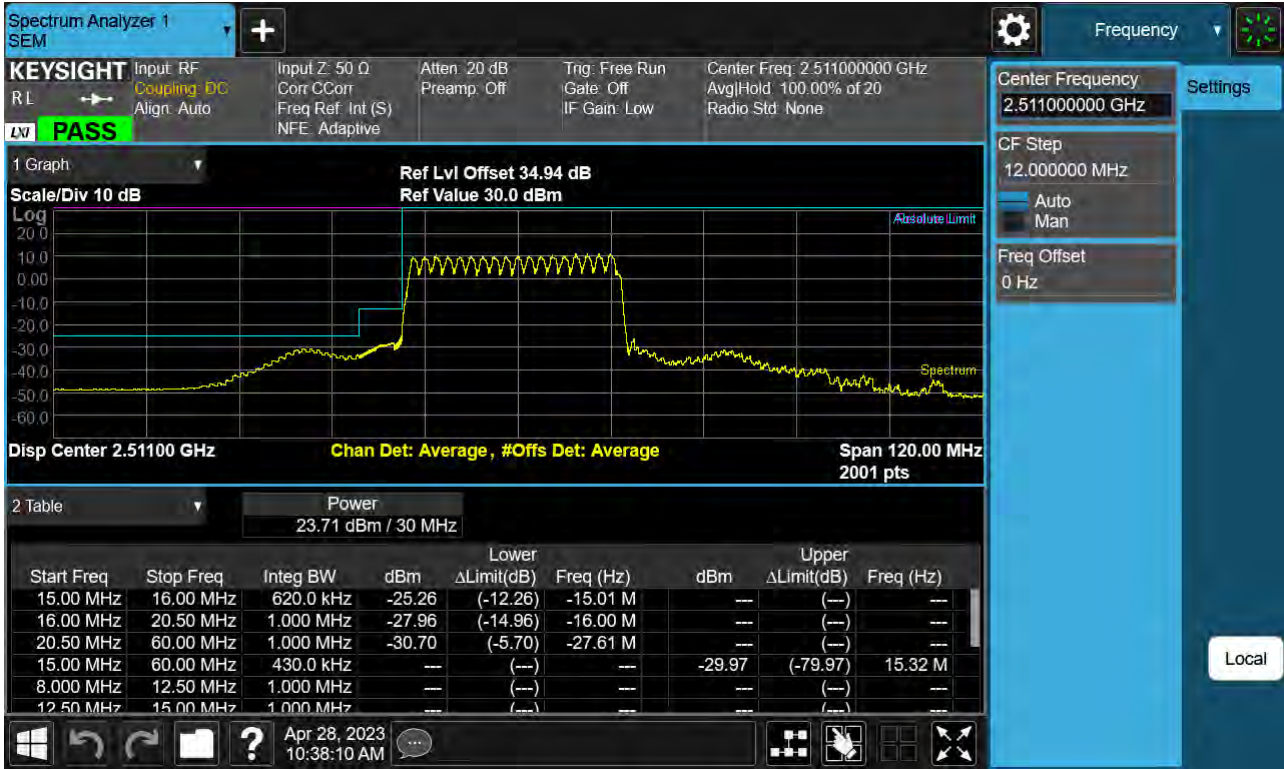 Spectrum Analyzer 1
SEM
+
Frequency
KEYSIGHT
R L
LXI
PASS
Input: RF
Coupling: DC
Align: Auto
Input Z: 50 Ω
Corr CCorr
Freq Ref: Int (S)
NFE: Adaptive
Atten: 20 dB
Preamp: Off
Trig: Free Run
Gate: Off
IF Gain: Low
Center Freq: 2.511000000 GHz
Avg|Hold: 100.00% of 20
Radio Std: None
Center Frequency
2.511000000 GHz
Settings
CF Step
12.000000 MHz
Auto
Man
Freq Offset
0 Hz
Local
1 Graph
Scale/Div 10 dB
Ref Lvl Offset 34.94 dB
Ref Value 30.0 dBm
Log
20.0
10.0
0.00
-10.0
-20.0
-30.0
-40.0
-50.0
-60.0
Limit
Spectrum
Disp Center 2.51100 GHz
Chan Det: Average, #Offs Det: Average
Span 120.00 MHz
2001 pts
2 Table
Power
23.71 dBm / 30 MHz
Lower Upper
Start Freq Stop Freq Integ BW dBm ΔLimit(dB) Freq (Hz) dBm ΔLimit(dB) Freq (Hz)
15.00 MHz 16.00 MHz 620.0 kHz -25.26 (-12.26) -15.01 M --- (---) ---
16.00 MHz 20.50 MHz 1.000 MHz -27.96 (-14.96) -16.00 M --- (---) ---
20.50 MHz 60.00 MHz 1.000 MHz -30.70 (-5.70) -27.61 M --- (---) ---
15.00 MHz 60.00 MHz 430.0 kHz --- (---) --- -29.97 (-79.97) 15.32 M
8.000 MHz 12.50 MHz 1.000 MHz --- (---) --- --- (---) ---
12.50 MHz 15.00 MHz 1.000 MHz --- (---) --- --- (---) ---
?
Apr 28, 2023
10:38:10 AM